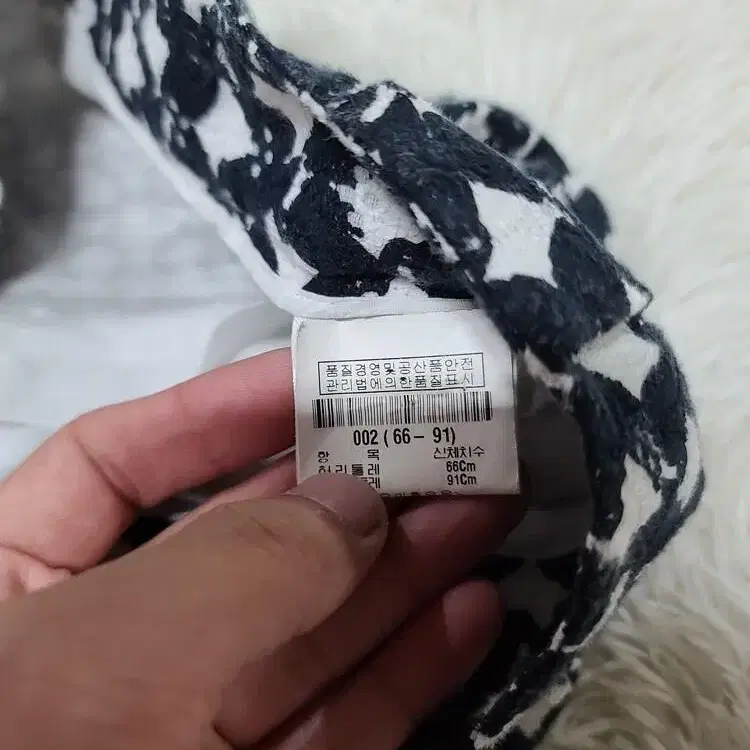 품질경영및공산품안전
관리법에의한품질표시
002 (66-91)
항 목 신체치수
허리둘레 66Cm
레 91Cm